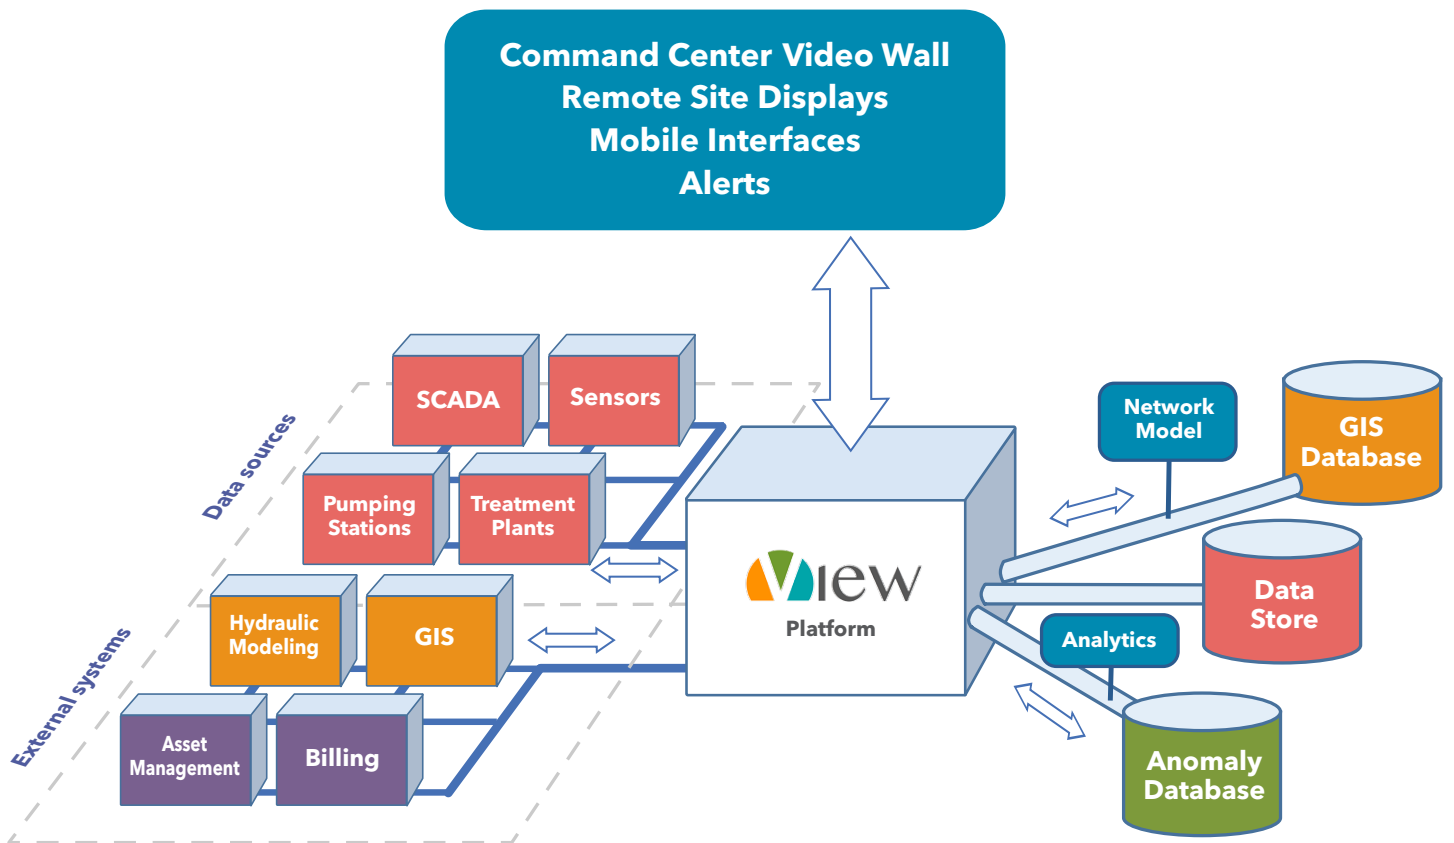 Command Center Video Wall
Remote Site Displays
Mobile Interfaces
Alerts
Data sources
SCADA
Sensors
Pumping
Stations
Treatment
Plants
External systems
Hydraulic
Modeling
GIS
Asset
Management
Billing
View
Platform
Network
Model
GIS
Database
Data
Store
Analytics
Anomaly
Database